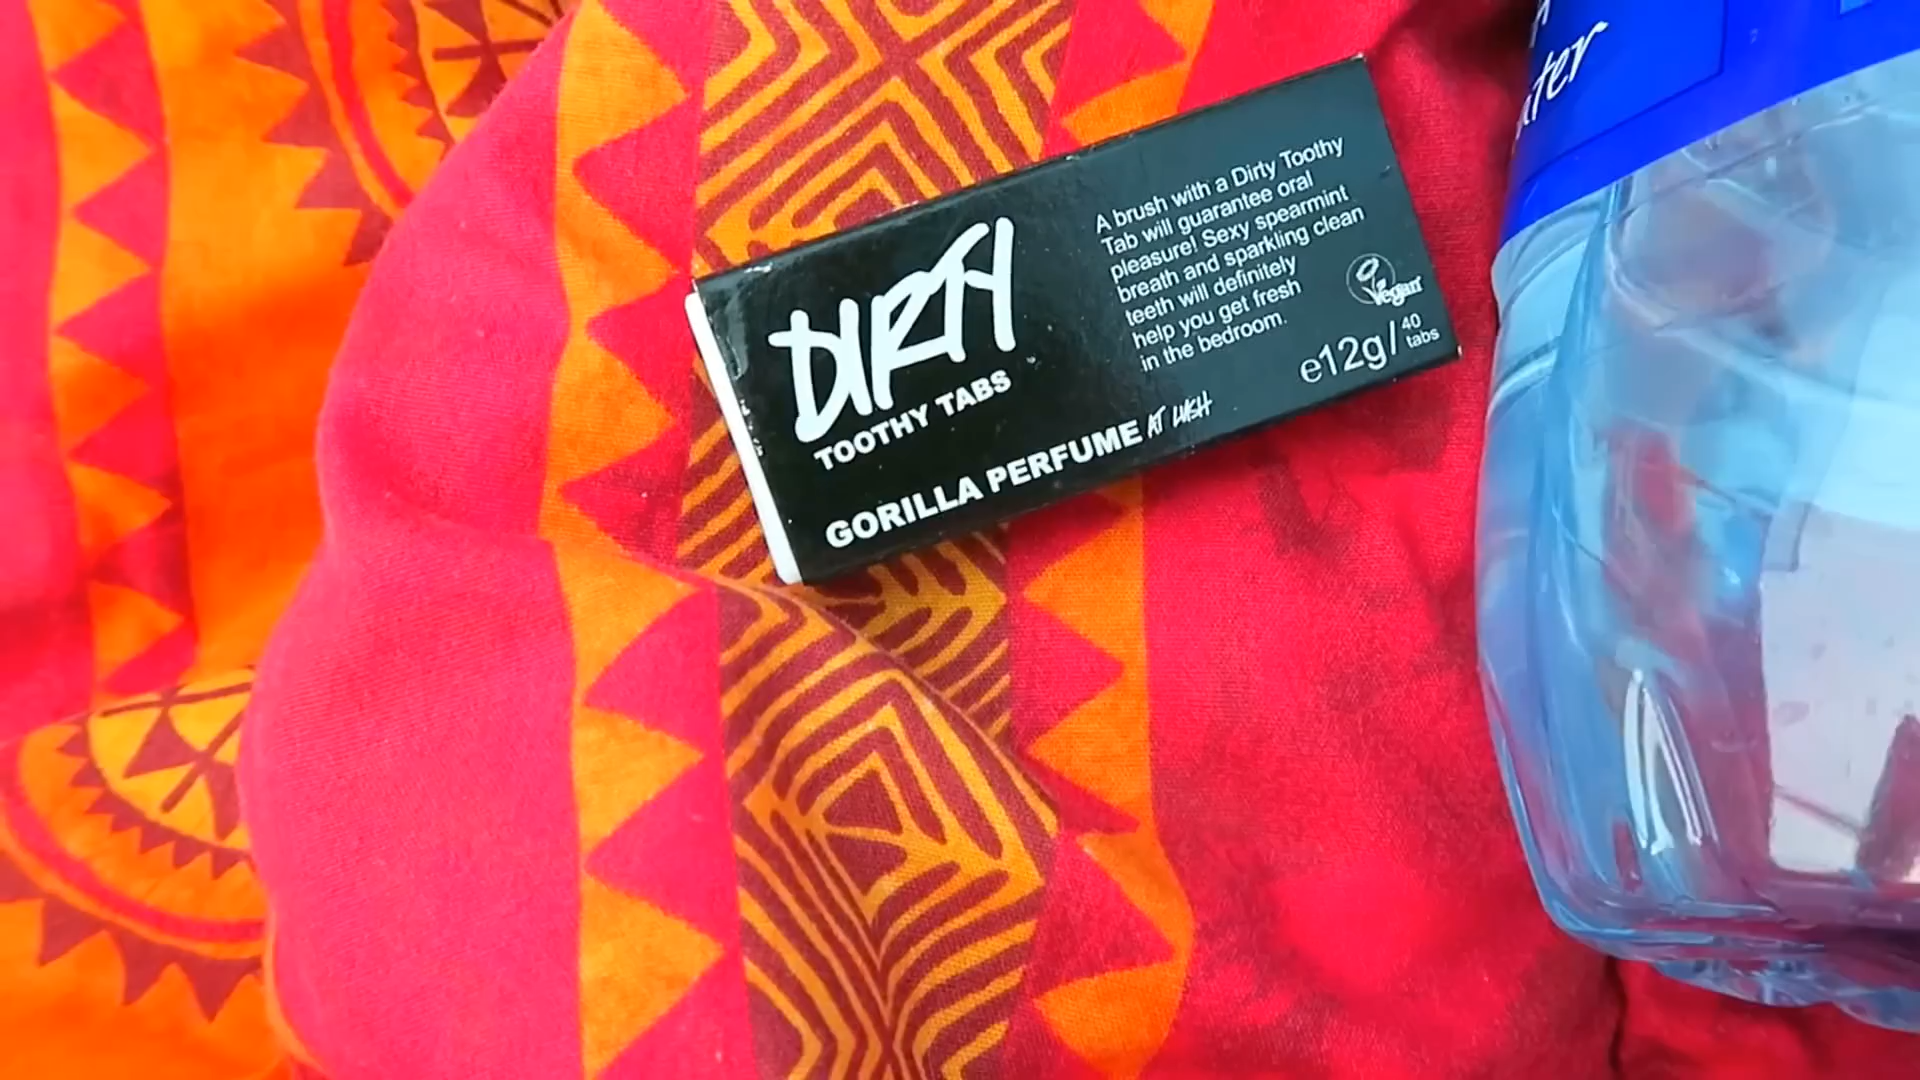 DIRTY
TOOTHY TABS
GORILLA PERFUME AT LUSH
A brush with a Dirty Toothy
Tab will guarantee oral
pleasure! Sexy spearmint
breath and sparkling clean
teeth will definitely
help you get fresh
in the bedroom.
Vegan
e12g/ 40
tabs